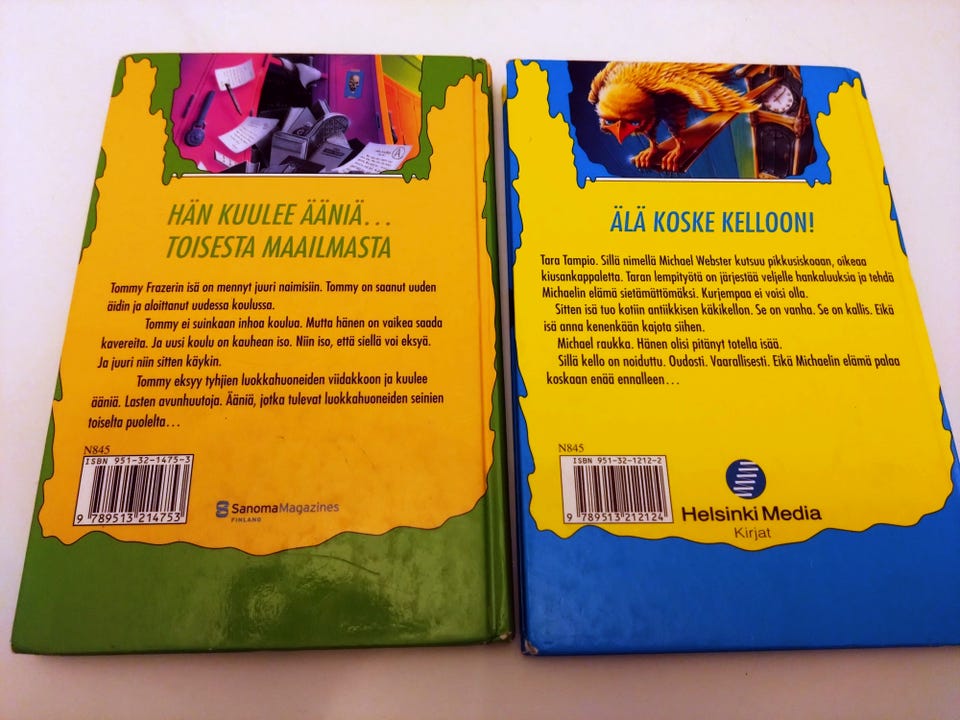 HÄN KUULEE ÄÄNIÄ...
TOISESTA MAAILMASTA
Tommy Frazerin isä on mennyt juuri naimisiin. Tommy on saanut uuden
äidin ja aloittanut uudessa koulussa.
Tommy ei suinkaan inhoa koulua. Mutta hänen on vaikea saada
kavereita. Ja uusi koulu on kauhean iso. Niin iso, että siellä voi eksyä.
Ja juuri niin sitten käykin.
Tommy eksyy tyhjien luokkahuoneiden viidakkoon ja kuulee
ääniä. Lasten avunhuutoja. Ääniä, jotka tulevat luokkahuoneiden seinien
toiselta puolelta...
N845
ISBN 951-32-1475-3
9 789513 214753
SanomaMagazines
FINLAND
ÄLÄ KOSKE KELLOON!
Tara Tampio. Sillä nimellä Michael Webster kutsuu pikkusiskoaan, oikeaa
kiusankappaletta. Taran lempityötä on järjestää veljelle hankaluuksia ja tehdä
Michaelin elämä sietämättömäksi. Kurjempaa ei voisi olla.
Sitten isä tuo kotiin antiikkisen käkikellon. Se on vanha. Se on kallis. Eikä
isä anna kenenkään kajota siihen.
Michael raukka. Hänen olisi pitänyt totella isää.
Sillä kello on noiduttu. Oudosti. Vaarallisesti. Eikä Michaelin elämä palaa
koskaan enää ennalleen...
N845
ISBN 951-32-1212-2
9 789513 212124
Helsinki Media
Kirjat